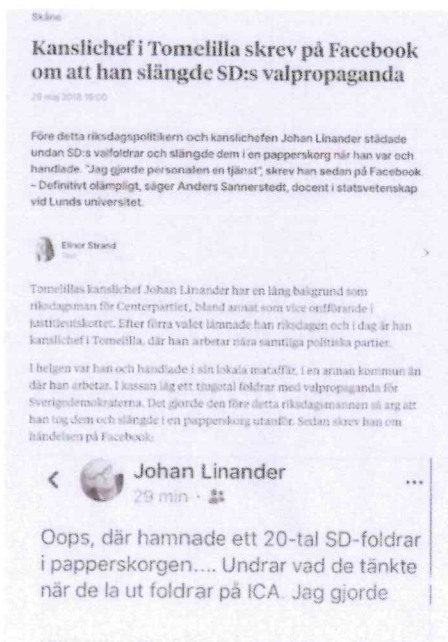 Skåne
Kanslichef i Tomelilla skrev på Facebook
om att han slängde SD:s valpropaganda
29 maj 2018 19:00
Före detta riksdagspolitikern och kanslichefen Johan Linander städade
undan SD:s valfoldrar och slängde dem i en papperskorg när han var och
handlade. "Jag gjorde personalen en tjänst", skrev han sedan på Facebook.
– Definitivt olämpligt, säger Anders Sannerstedt, docent i statsvetenskap
vid Lunds universitet.
Elinor Strand
Text
Tomelillas kanslichef Johan Linander har en lång bakgrund som
riksdagsman för Centerpartiet, bland annat som vice ordförande i
justitieutskottet. Efter förra valet lämnade han riksdagen och i dag är han
kanslichef i Tomelilla, där han arbetar nära samtliga politiska partier.
I helgen var han och handlade i sin lokala mataffär, i en annan kommun än
där han arbetar. I kassan låg ett tjugotal foldrar med valpropaganda för
Sverigedemokraterna. Det gjorde den före detta riksdagsmannen så arg att
han tog dem och slängde i en papperskorg utanför. Sedan skrev han om
händelsen på Facebook:
Johan Linander
29 min ·
Oops, där hamnade ett 20-tal SD-foldrar
i papperskorgen.... Undrar vad de tänkte
när de la ut foldrar på ICA. Jag gjorde